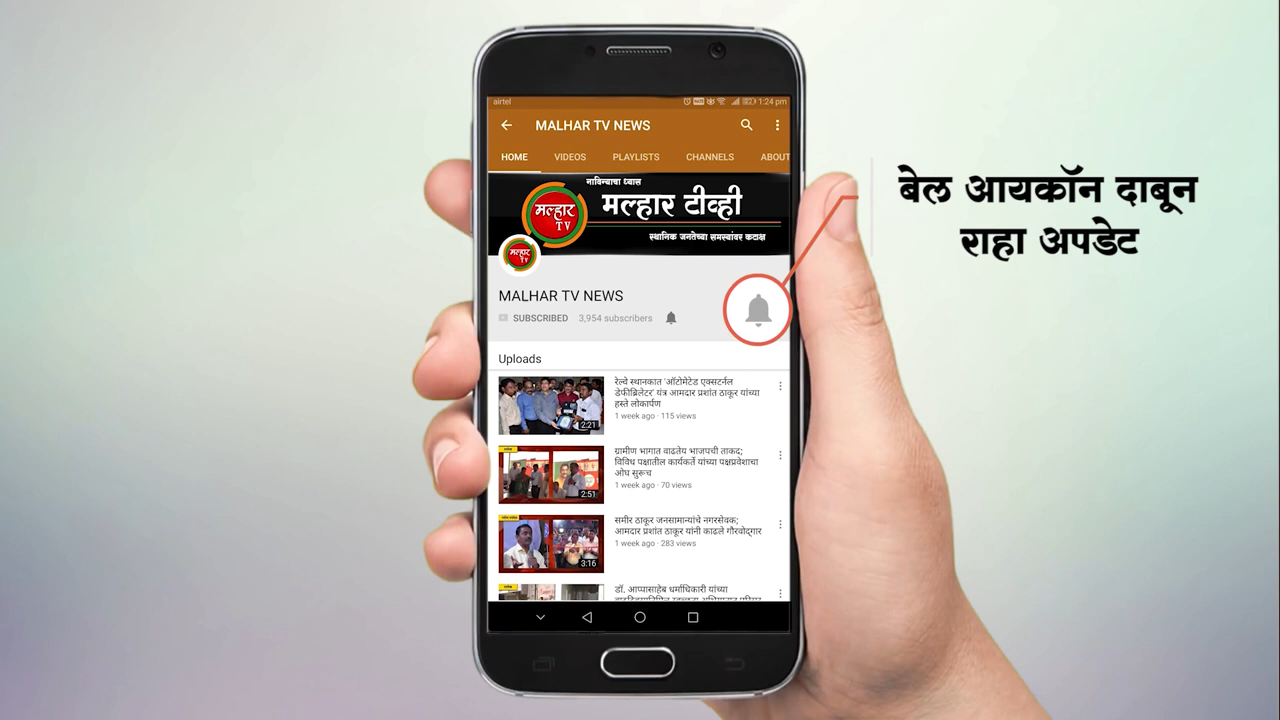 airtel 1:24 pm
MALHAR TV NEWS
HOME VIDEOS PLAYLISTS CHANNELS ABOUT
नाविन्याचा ध्यास
मल्हार टीव्ही
मल्हार
TV
स्थानिक जनतेच्या समस्यांवर कटाक्ष
मल्हार
TV
MALHAR TV NEWS
SUBSCRIBED 3,954 subscribers
बेल आयकॉन दाबून
राहा अपडेट
Uploads
रेल्वे स्थानकात 'ऑटोमेटेड एक्सटर्नल
डेफीब्रिलेटर' यंत्र आमदार प्रशांत ठाकूर यांच्या
हस्ते लोकार्पण
1 week ago · 115 views
2:21
ग्रामीण भागात वाढतेय भाजपची ताकद;
विविध पक्षातील कार्यकर्ते यांच्या पक्षप्रवेशाचा
ओघ सुरूच
1 week ago · 70 views
2:51
समीर ठाकूर जनसामान्यांचे नगरसेवक;
आमदार प्रशांत ठाकूर यांनी काढले गौरवोद्गार
1 week ago · 283 views
3:16
डॉ. आप्पासाहेब धर्माधिकारी यांच्या